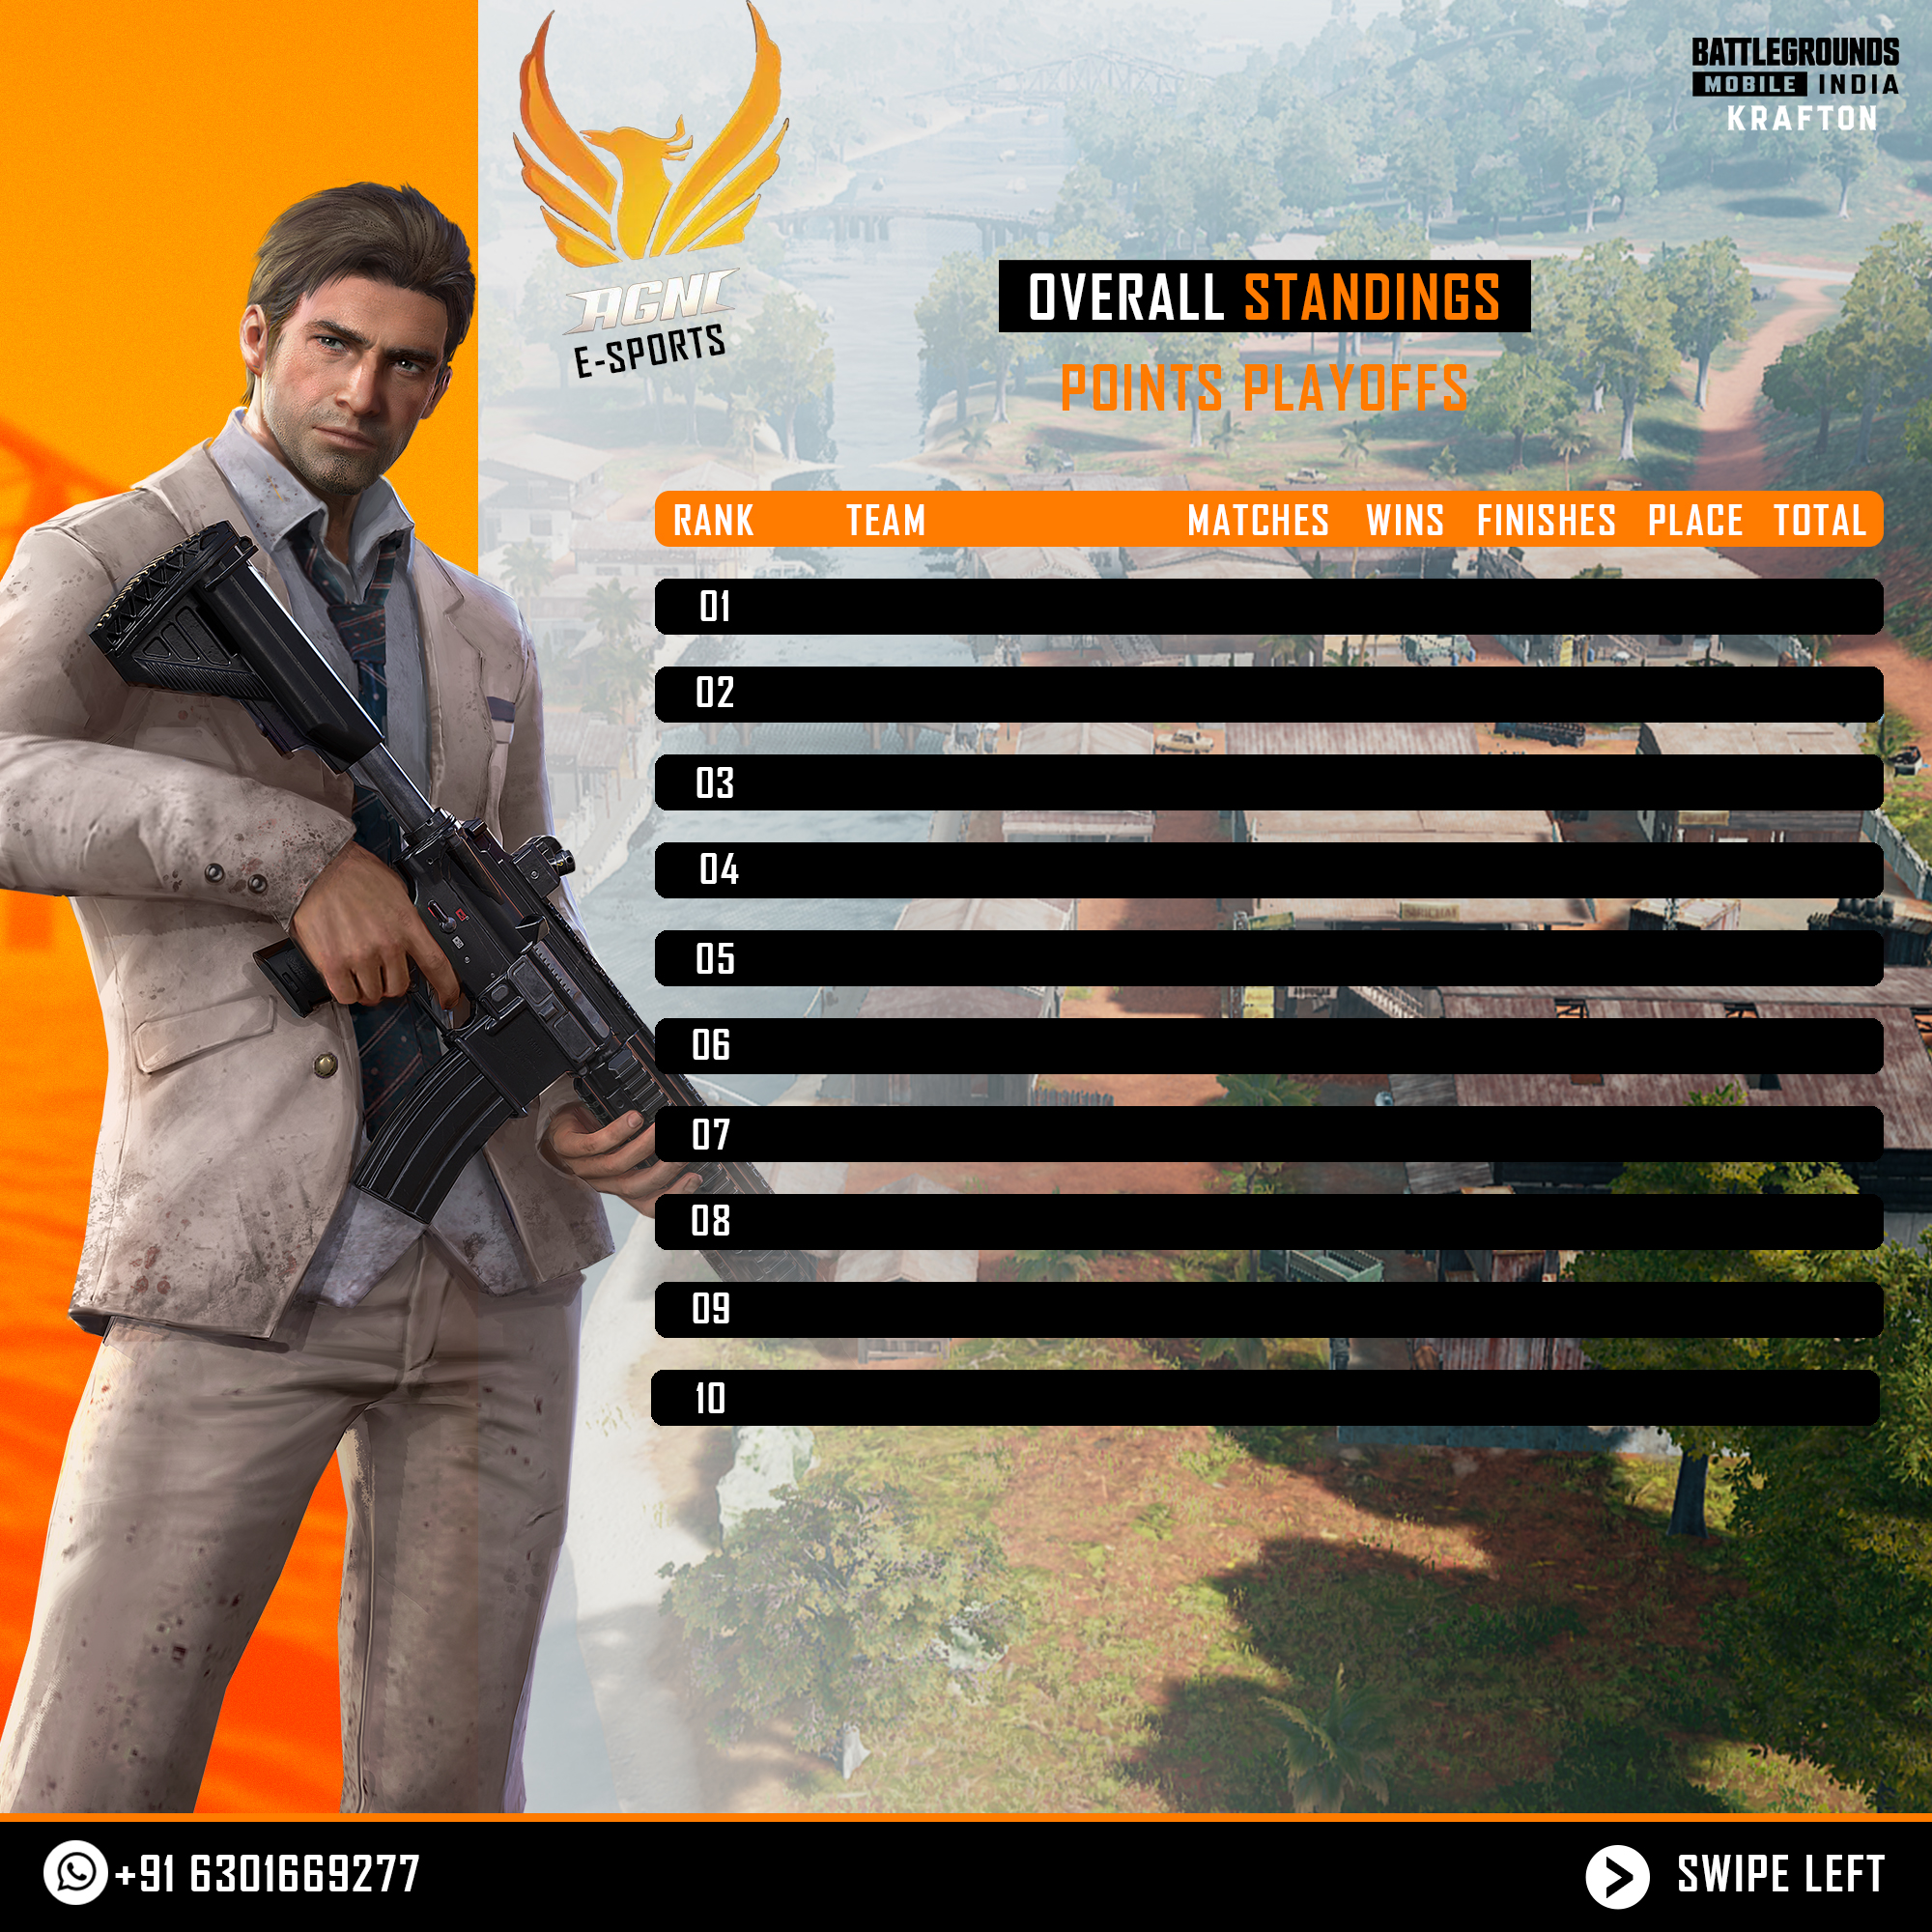 BATTLEGROUNDS
MOBILE INDIA
KRAFTON
AGNI
E-SPORTS
OVERALL STANDINGS
POINTS PLAYOFFS
RANK TEAM MATCHES WINS FINISHES PLACE TOTAL
01
02
03
04
05
06
07
08
09
10
+91 6301669277
SWIPE LEFT